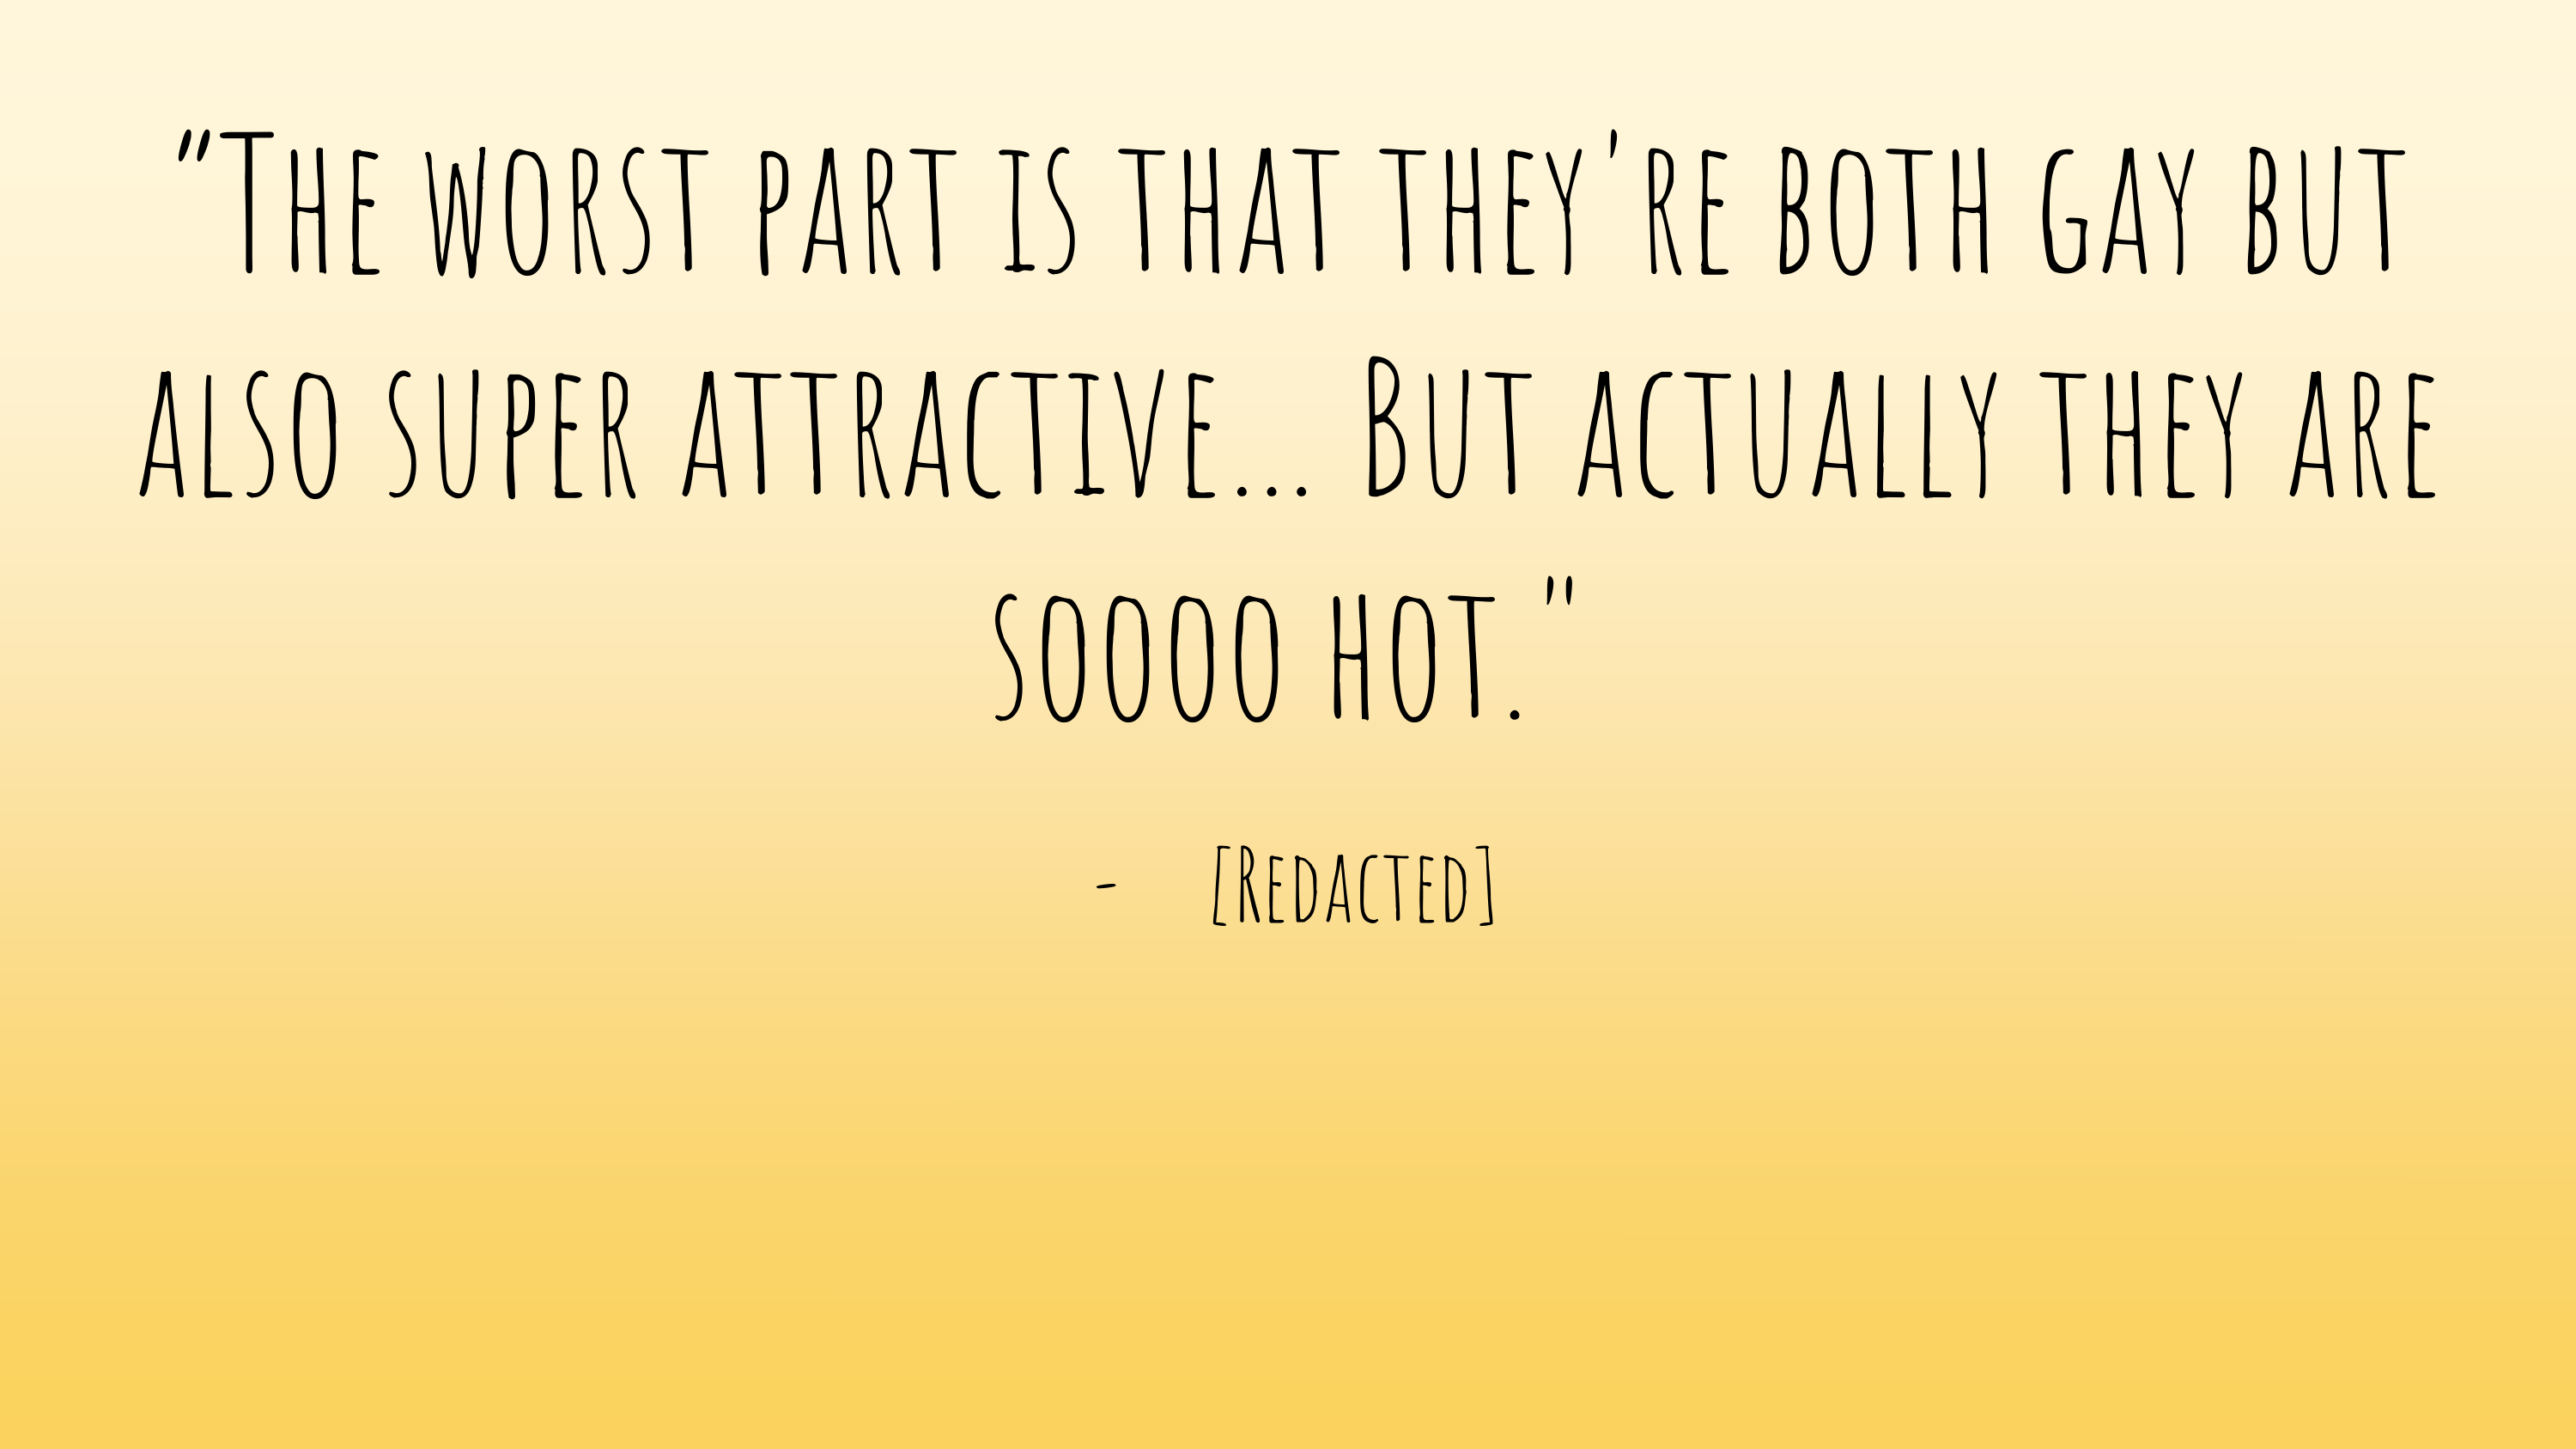 "The worst part is that they're both gay but
also super attractive... But actually they are
soooo hot."
- [Redacted]